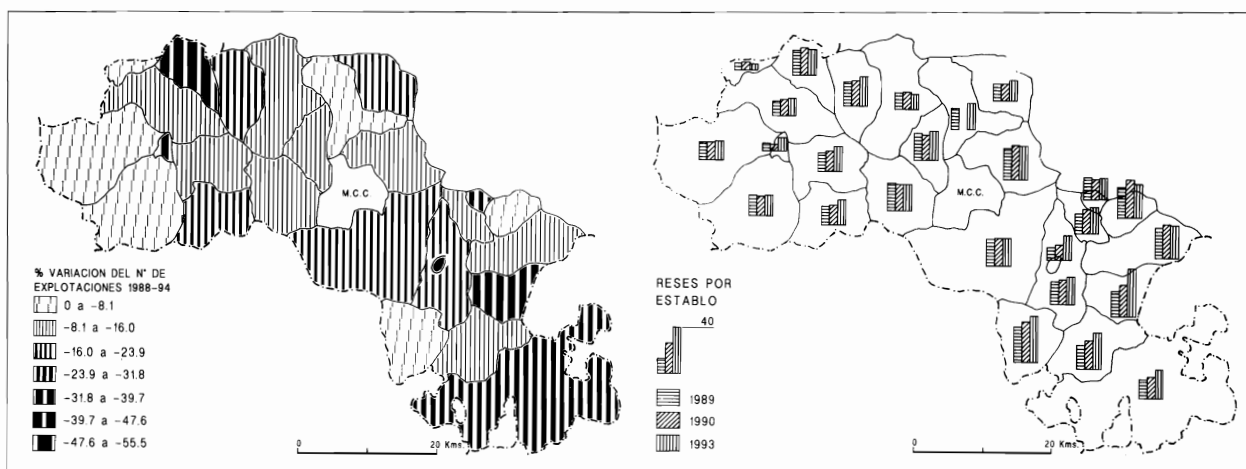 M.C.C.
% VARIACION DEL N° DE
EXPLOTACIONES 1988-94
0 a -8.1
-8.1 a -16.0
-16.0 a -23.9
-23.9 a -31.8
-31.8 a -39.7
-39.7 a -47.6
-47.6 a -55.5
0 20 Kms.
M.C.C.
RESES POR
ESTABLO
40
1989
1990
1993
0 20 Kms.